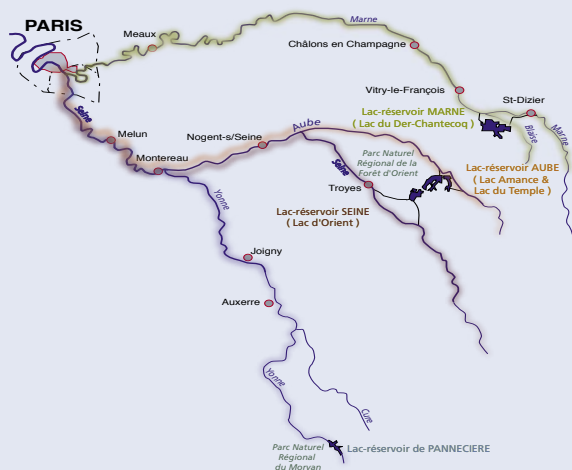 PARIS
Meaux
Marne
Châlons en Champagne
Vitry-le-François
St-Dizier
Lac-réservoir MARNE
( Lac du Der-Chantecoq )
Blaise
Marne
Seine
Melun
Montereau
Nogent-s/Seine
Aube
Seine
Parc Naturel
Régional de la
Forêt d'Orient
Troyes
Lac-réservoir AUBE
( Lac Amance &
Lac du Temple )
Lac-réservoir SEINE
( Lac d'Orient )
Yonne
Joigny
Auxerre
Yonne
Cure
Parc Naturel
Régional
du Morvan
Lac-réservoir de PANNECIERE